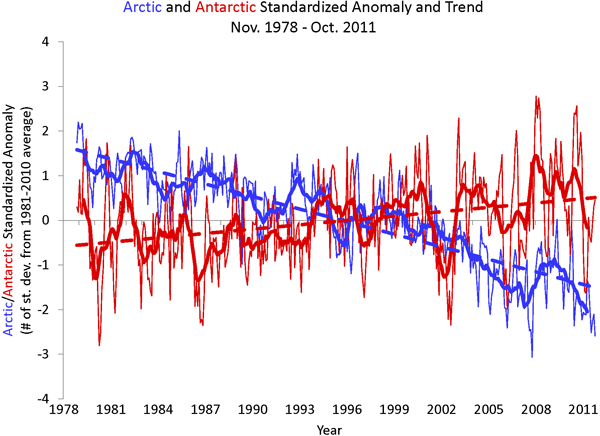 Arctic and Antarctic Standardized Anomaly and Trend
Nov. 1978 - Oct. 2011
Arctic/Antarctic Standardized Anomaly
(# of st. dev. from 1981-2010 average)
4
3
2
1
0
-1
-2
-3
-4
1978 1981 1984 1987 1990 1993 1996 1999 2002 2005 2008 2011
Year